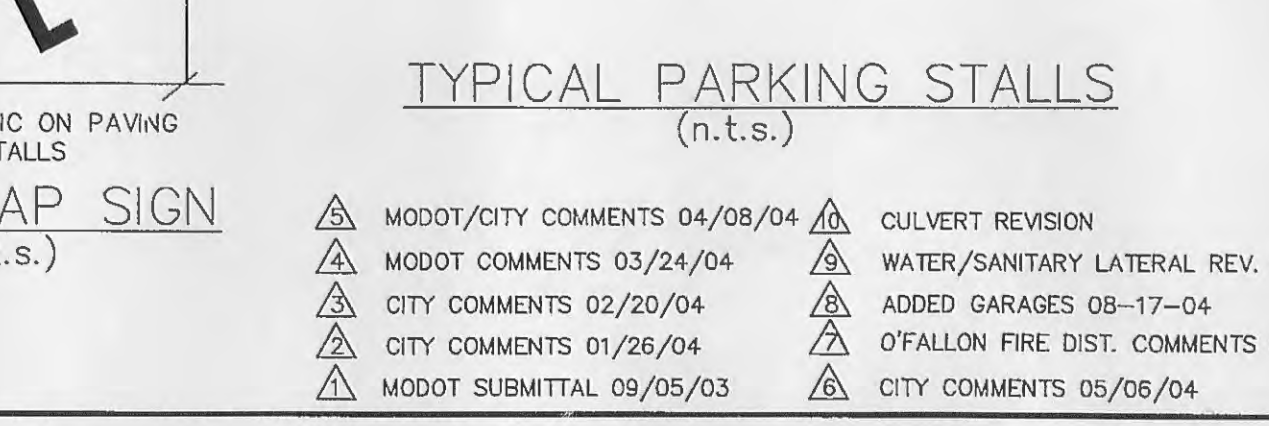 IC ON PAVING
TALLS
AP SIGN
.s.)
TYPICAL PARKING STALLS
(n.t.s.)
5 MODOT/CITY COMMENTS 04/08/04
4 MODOT COMMENTS 03/24/04
3 CITY COMMENTS 02/20/04
2 CITY COMMENTS 01/26/04
1 MODOT SUBMITTAL 09/05/03
10 CULVERT REVISION
9 WATER/SANITARY LATERAL REV.
8 ADDED GARAGES 08-17-04
7 O'FALLON FIRE DIST. COMMENTS
6 CITY COMMENTS 05/06/04